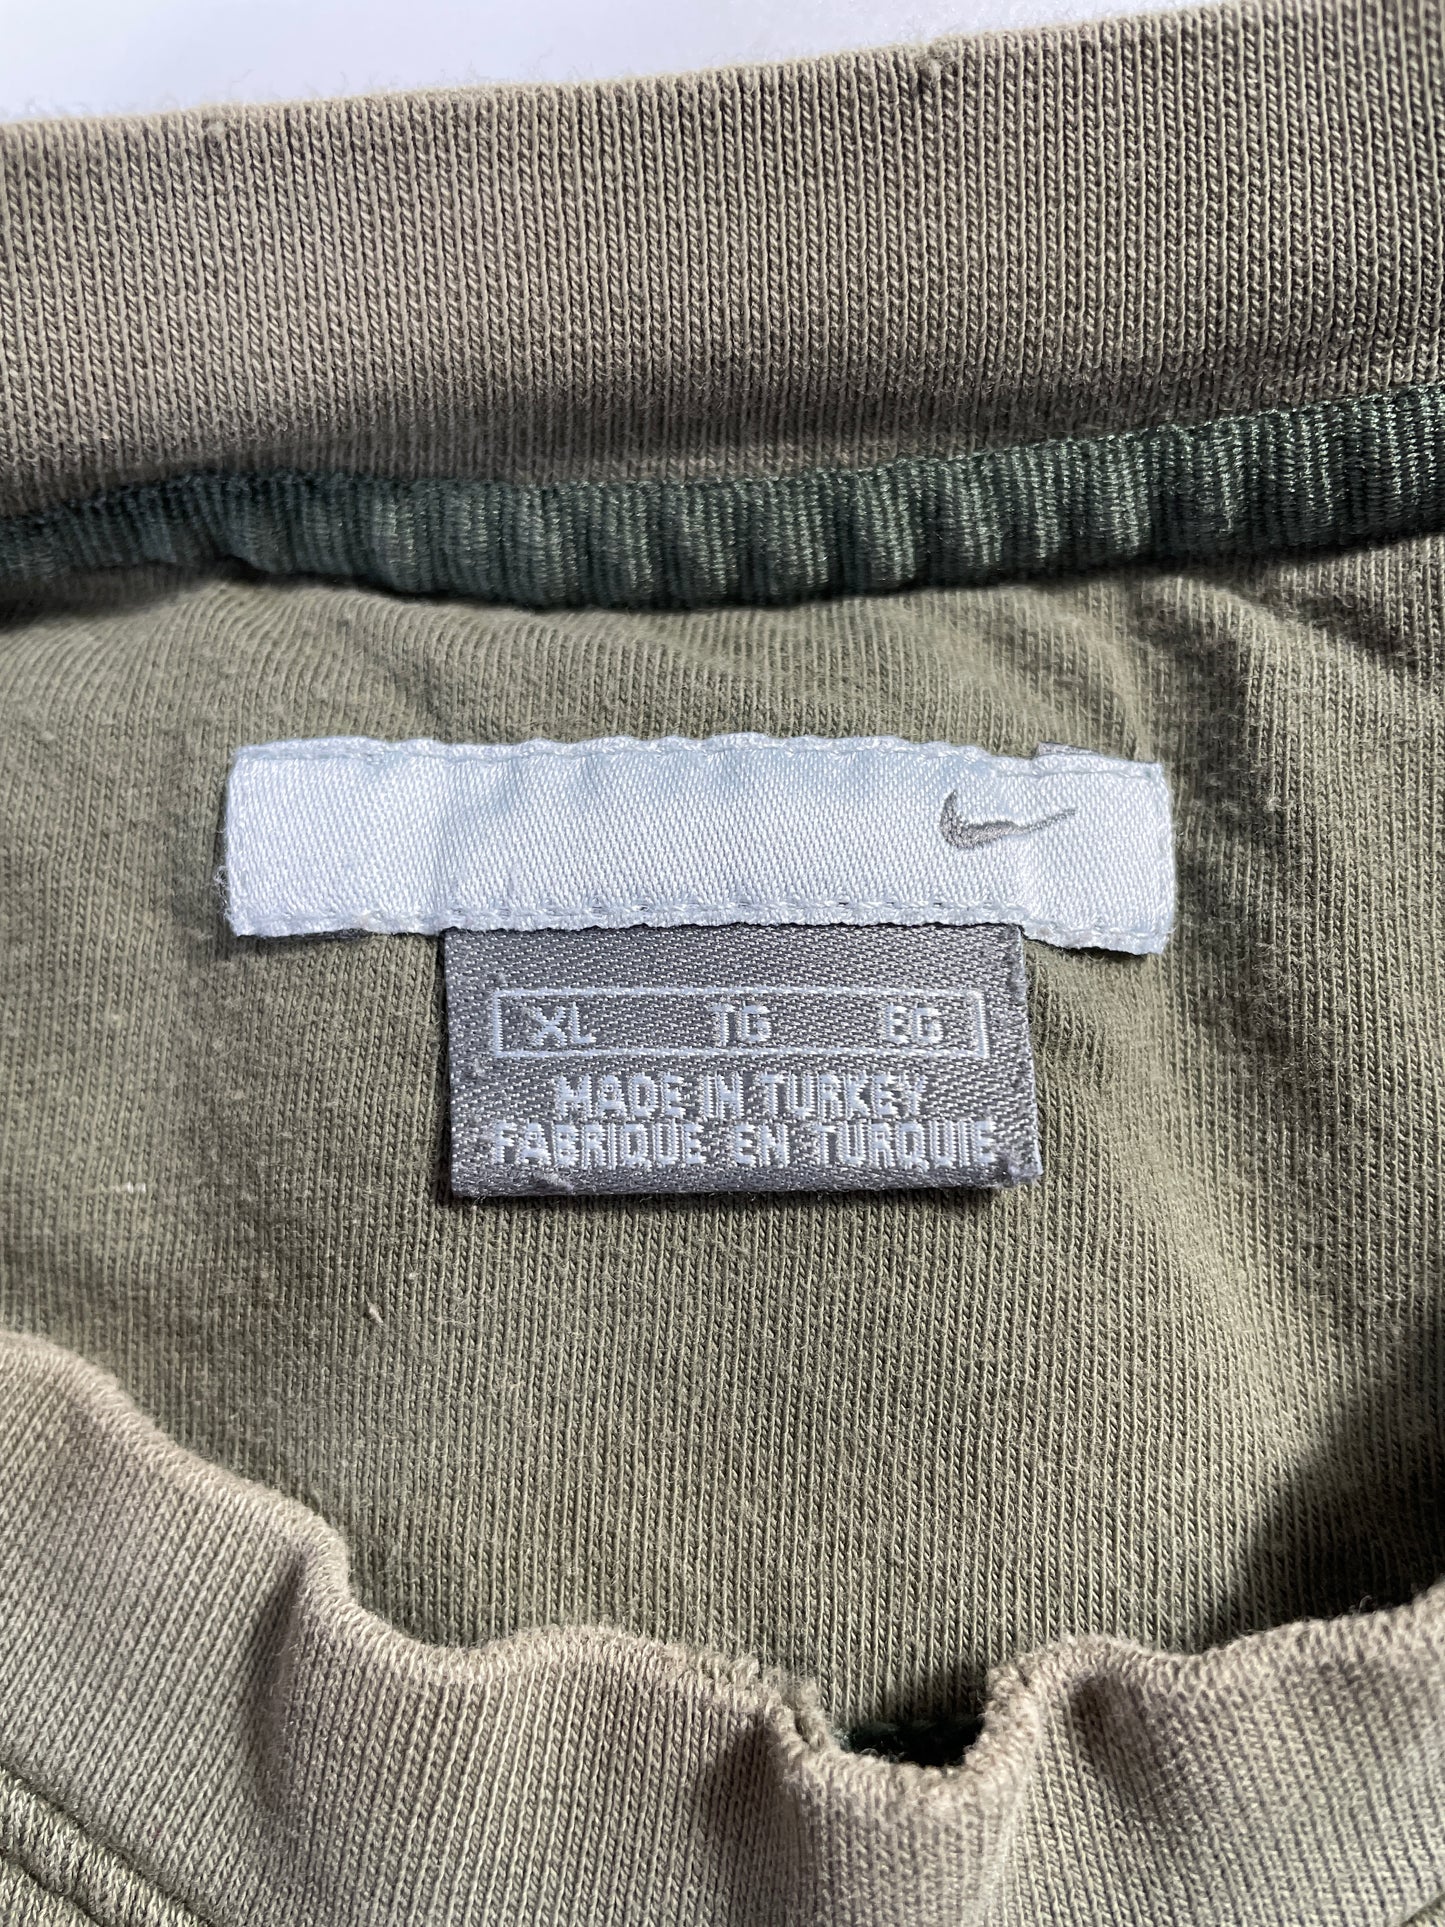 XL TG EG
MADE IN TURKEY
FABRIQUE EN TURQUIE